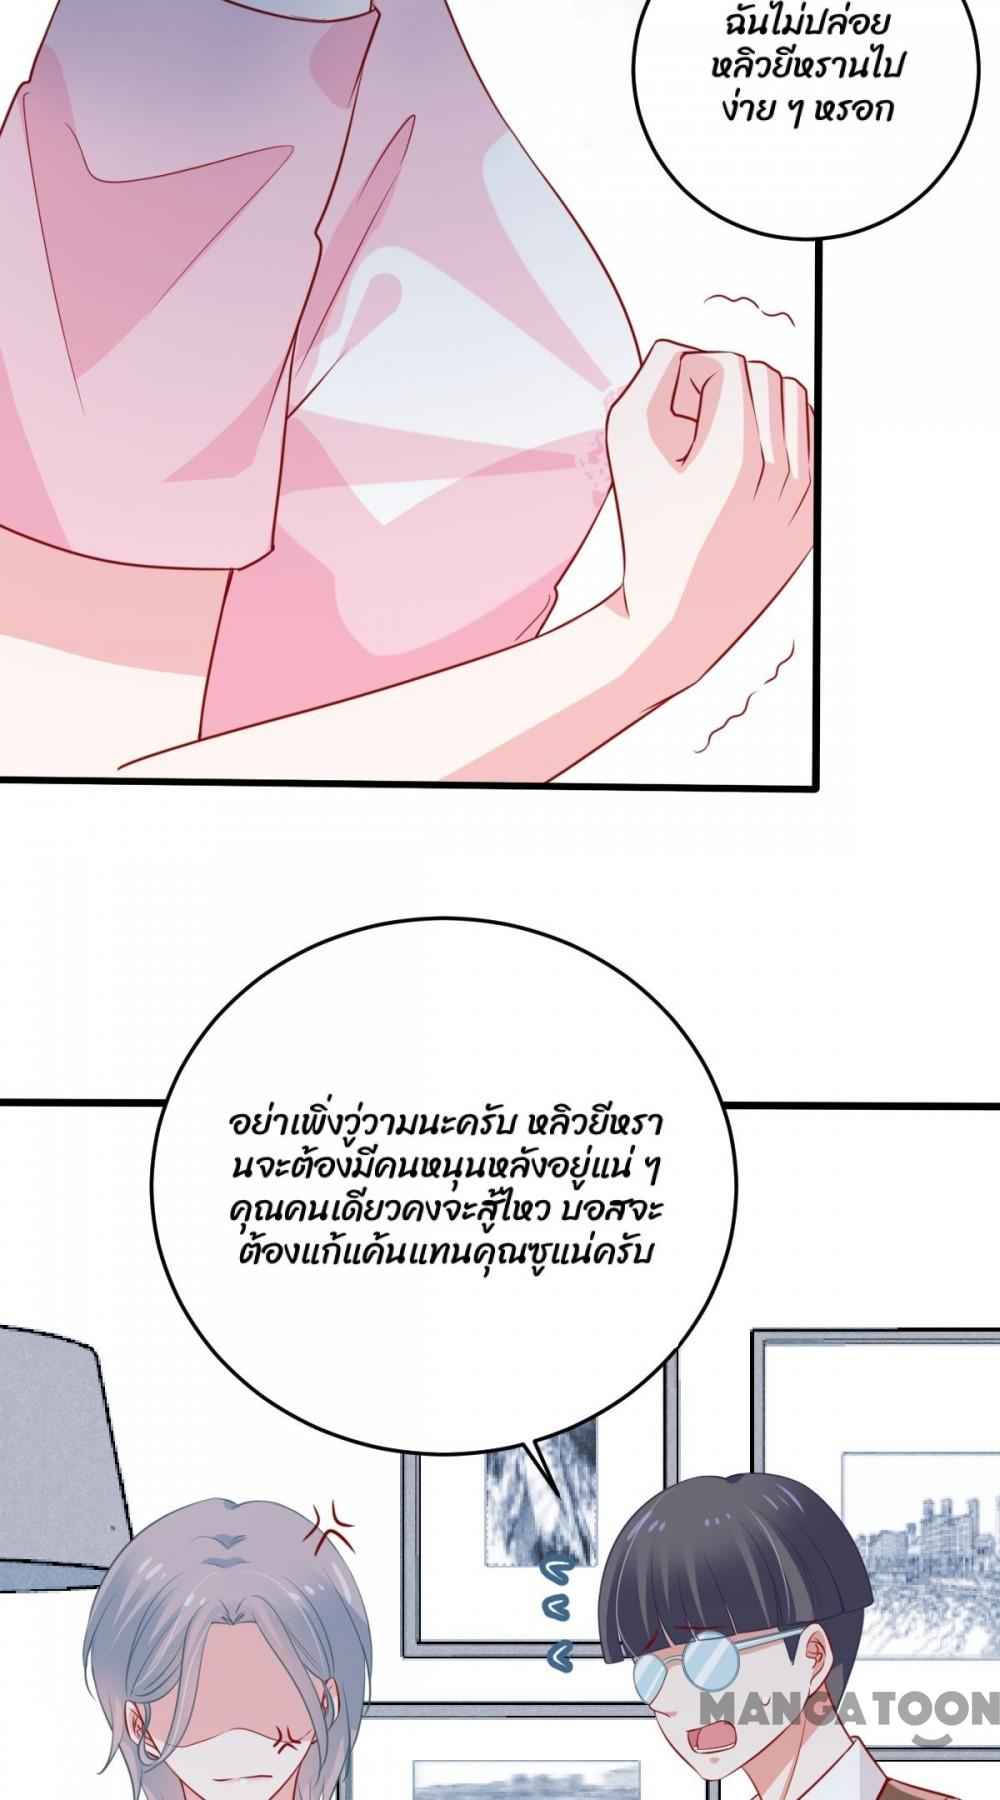 ฉันไม่ปล่อย
หลิวยีหรานไป
ง่าย ๆ หรอก
อย่าเพิ่งวู่วามนะครับ หลิวยีหรา
นจะต้องมีคนหนุนหลังอยู่แน่ ๆ
คุณคนเดียวคงจะสู้ไหว บอสจะ
ต้องแก้แค้นแทนคุณซูแน่ครับ
MANGATOON